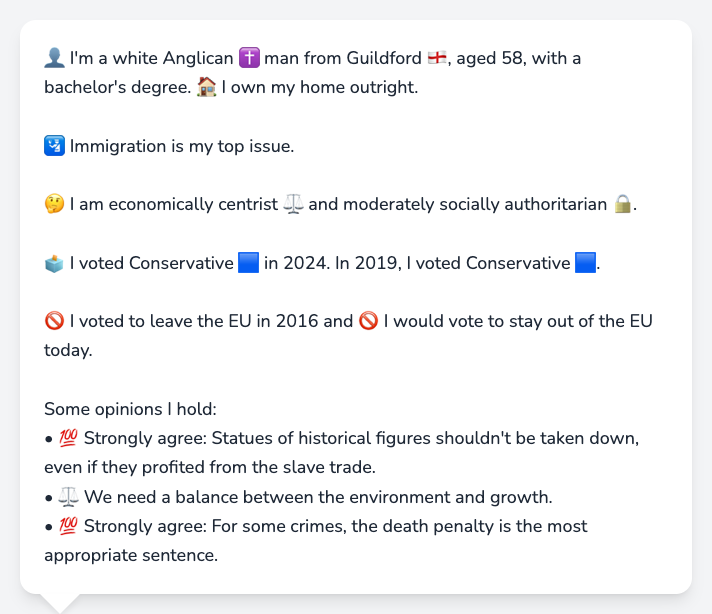 👤 I'm a white Anglican ✝️ man from Guildford 🏴󠁧󠁢󠁥󠁮󠁧󠁿, aged 58, with a
bachelor's degree. 🏠 I own my home outright.
🛂 Immigration is my top issue.
🤔 I am economically centrist ⚖️ and moderately socially authoritarian 🔒.
🗳️ I voted Conservative 🟦 in 2024. In 2019, I voted Conservative 🟦.
🚫 I voted to leave the EU in 2016 and 🚫 I would vote to stay out of the EU
today.
Some opinions I hold:
• 💯 Strongly agree: Statues of historical figures shouldn't be taken down,
even if they profited from the slave trade.
• ⚖️ We need a balance between the environment and growth.
• 💯 Strongly agree: For some crimes, the death penalty is the most
appropriate sentence.